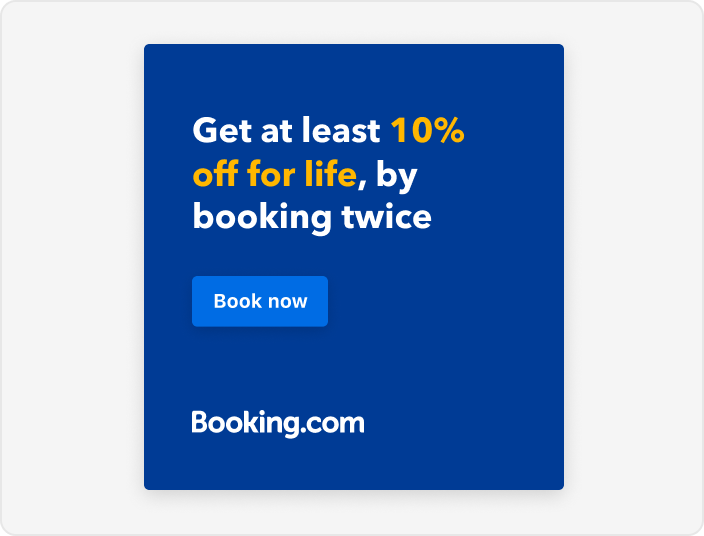 Get at least 10%
off for life, by
booking twice
Book now
Booking.com